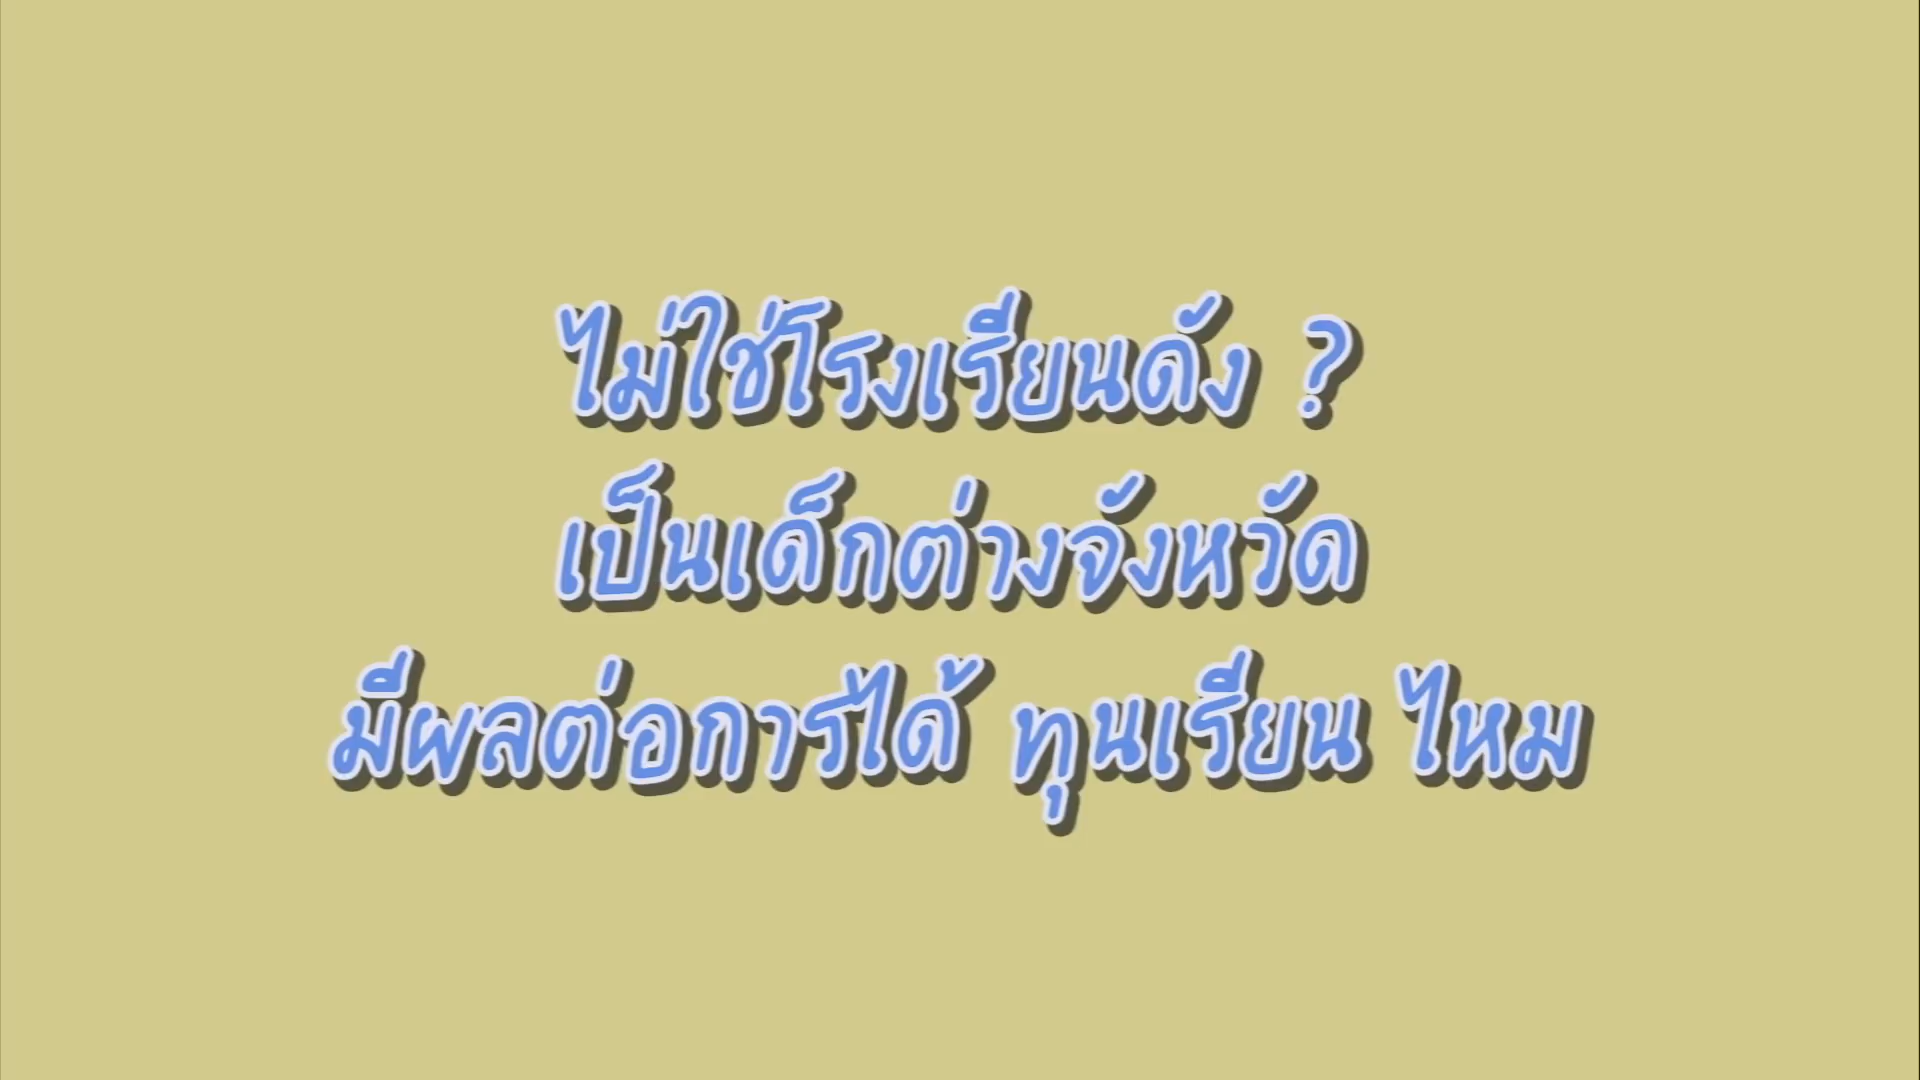 ไม่ใช่โรงเรียนดัง ?
เป็นเด็กต่างจังหวัด
มีผลต่อการได้ ทุนเรียน ไหม